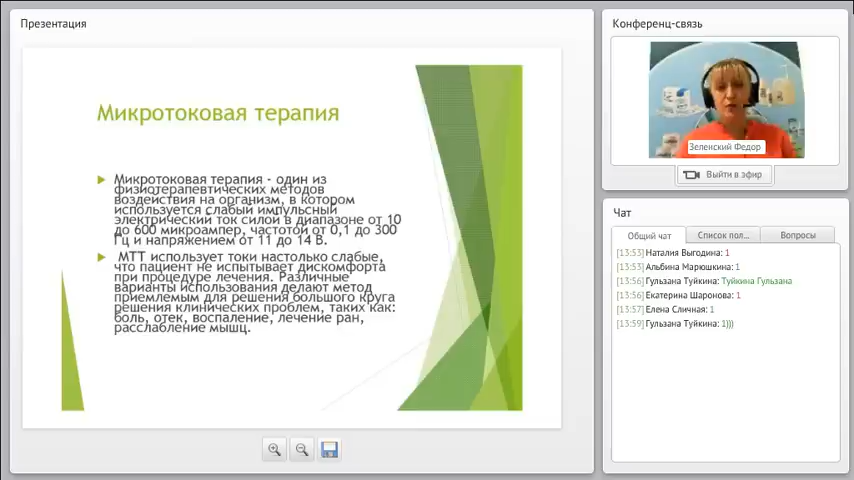 Презентация
Микротоковая терапия
Микротоковая терапия - один из
физиотерапевтических методов
воздействия на организм, в котором
используется слабый импульсный
электрический ток силой в диапазоне от 10
до 600 микроампер, частотой от 0,1 до 300
Гц и напряжением от 11 до 14 В.
МТТ использует токи настолько слабые,
что пациент не испытывает дискомфорта
при процедуре лечения. Различные
варианты использования делают метод
приемлемым для решения большого круга
решения клинических проблем, таких как:
боль, отек, воспаление, лечение ран,
расслабление мышц.
Конференц-связь
Зеленский Федор
Выйти в эфир
Чат
Общий чат
Список пол...
Вопросы
[13:53] Наталия Выгодина: 1
[13:53] Альбина Марюшкина: 1
[13:56] Гульзана Туйкина: Туйкина Гульзана
[13:56] Екатерина Шаронова: 1
[13:57] Елена Сличная: 1
[13:59] Гульзана Туйкина: 1)))